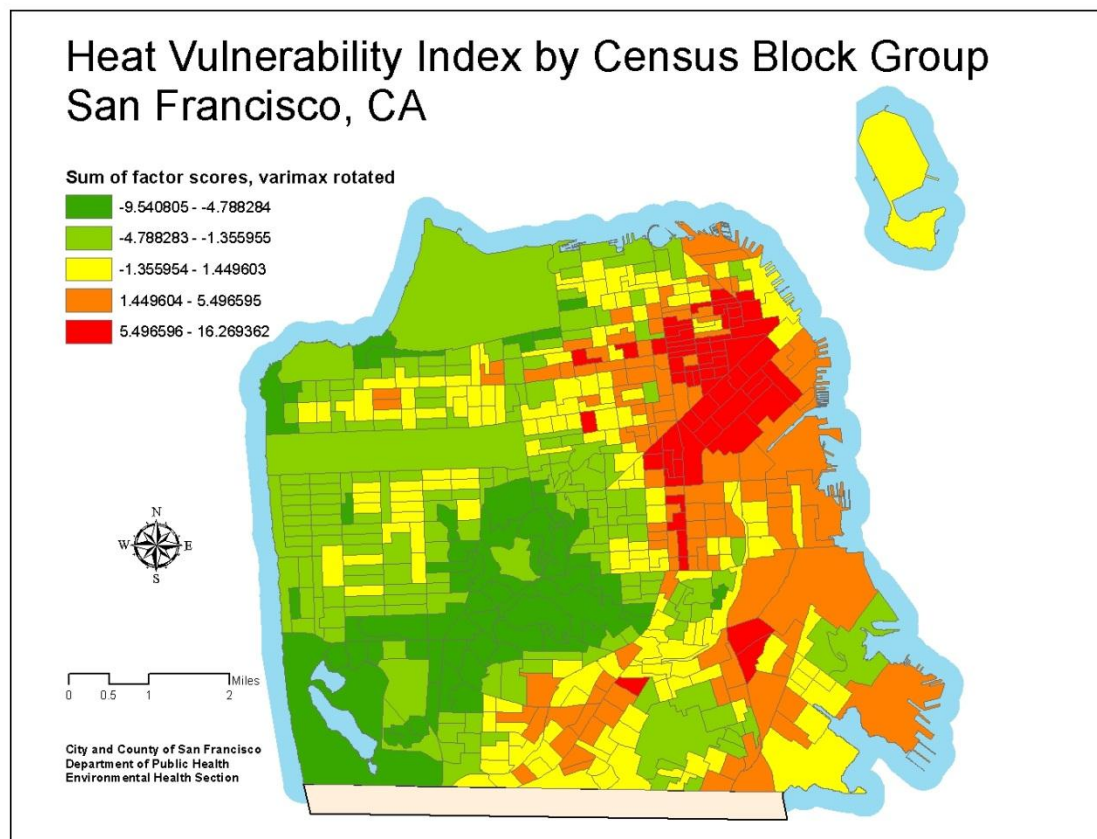 Heat Vulnerability Index by Census Block Group
San Francisco, CA
Sum of factor scores, varimax rotated
-9.540805 - -4.788284
-4.788283 - -1.355955
-1.355954 - 1.449603
1.449604 - 5.496595
5.496596 - 16.269362
N
W E
S
Miles
0 0.5 1 2
City and County of San Francisco
Department of Public Health
Environmental Health Section